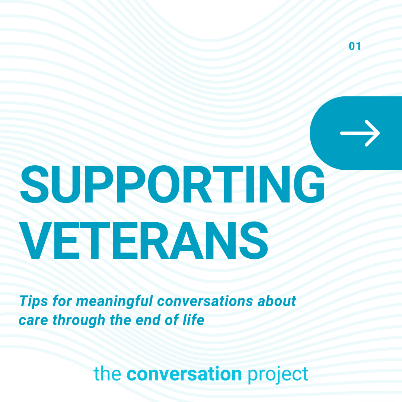 01
SUPPORTING
VETERANS
Tips for meaningful conversations about
care through the end of life
the conversation project